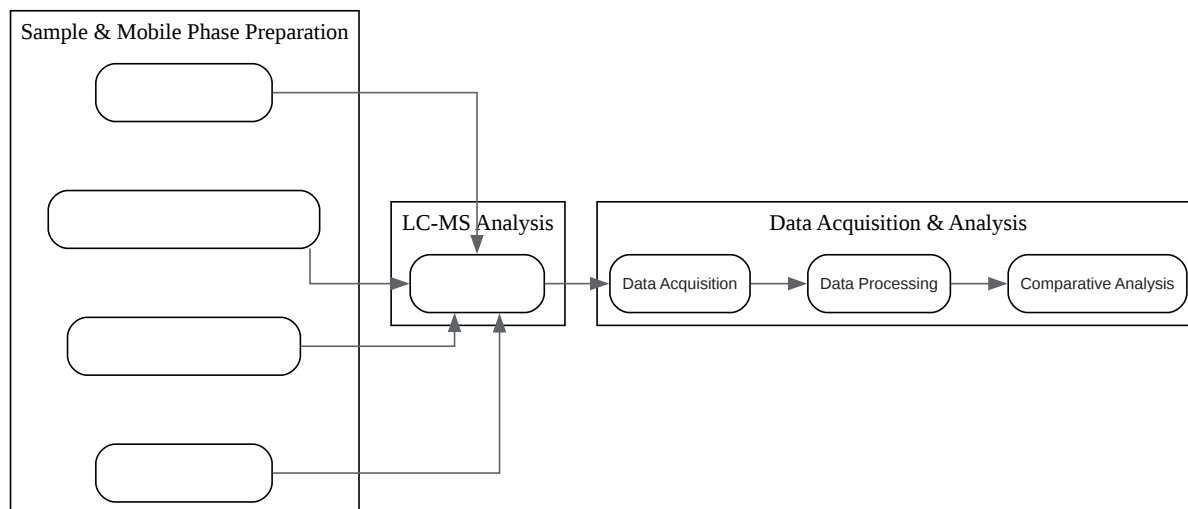 Sample & Mobile Phase Preparation
LC-MS Analysis
Data Acquisition & Analysis
Data Acquisition
Data Processing
Comparative Analysis